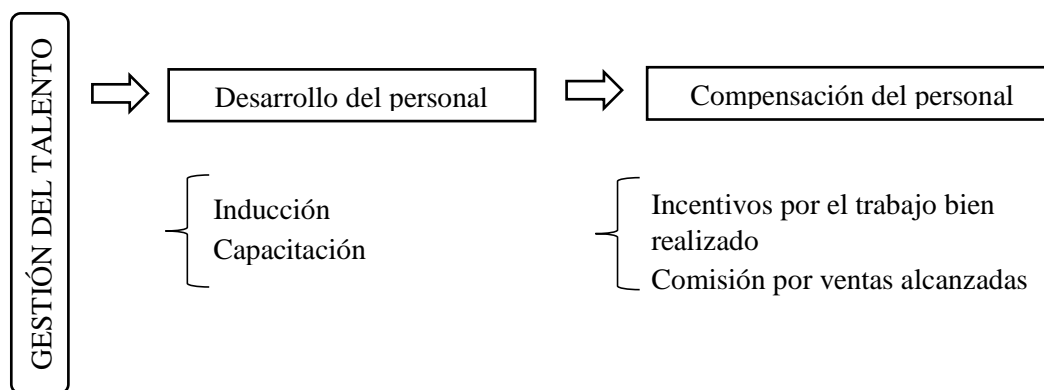 GESTIÓN DEL TALENTO
Desarrollo del personal
Inducción
Capacitación
Compensación del personal
Incentivos por el trabajo bien
realizado
Comisión por ventas alcanzadas